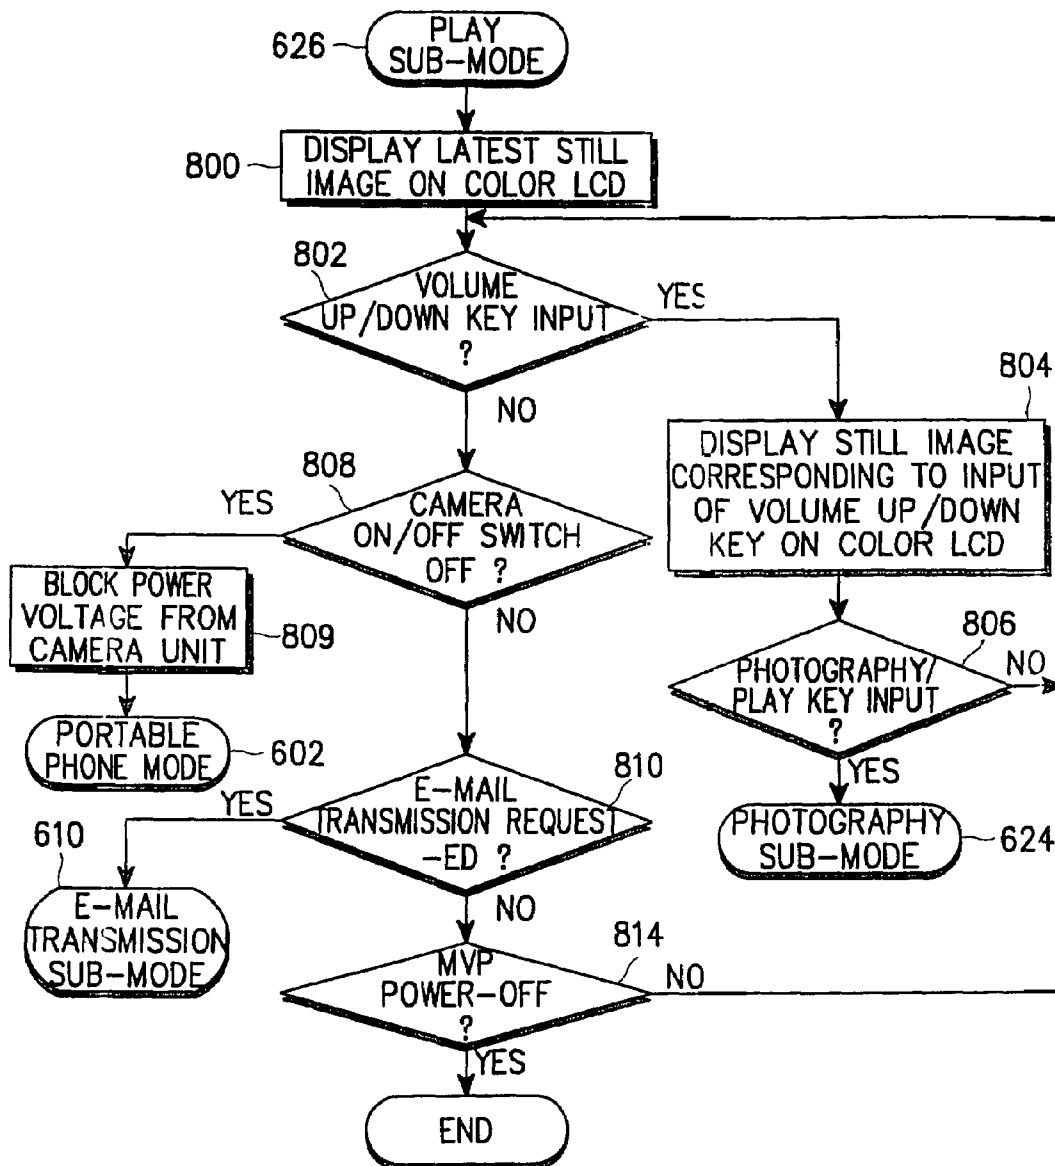 PLAY
SUB-MODE
626
DISPLAY LATEST STILL
IMAGE ON COLOR LCD
800
802
VOLUME
UP/DOWN KEY INPUT
?
YES
NO
804
DISPLAY STILL IMAGE
CORRESPONDING TO INPUT
OF VOLUME UP/DOWN
KEY ON COLOR LCD
808
YES
CAMERA
ON/OFF SWITCH
OFF ?
NO
BLOCK POWER
VOLTAGE FROM
CAMERA UNIT
809
806
PHOTOGRAPHY/
PLAY KEY INPUT
?
NO
YES
PORTABLE
PHONE MODE
602
PHOTOGRAPHY
SUB-MODE
624
810
YES
E-MAIL
TRANSMISSION REQUEST
-ED ?
NO
610
E-MAIL
TRANSMISSION
SUB-MODE
814
MVP
POWER-OFF
?
NO
YES
END